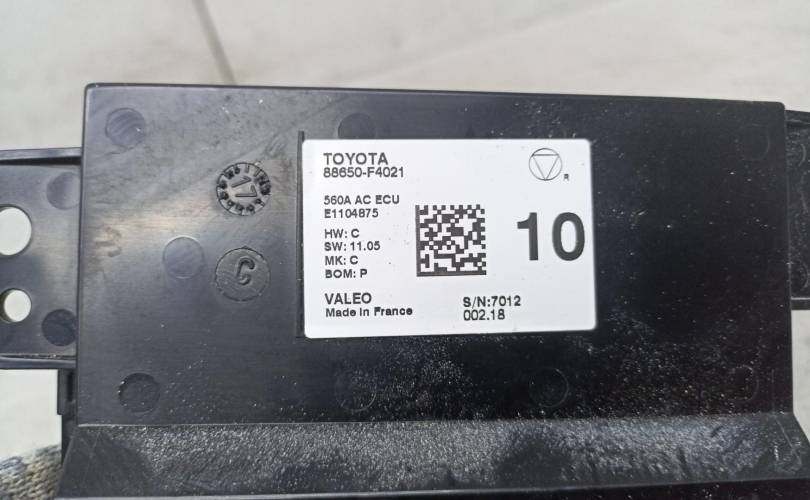 TOYOTA
88650-F4021
560A AC ECU
E1104875
HW: C
SW: 11.05
MK: C
BOM: P
10
VALEO
Made in France
S/N:7012
002.18
17
C